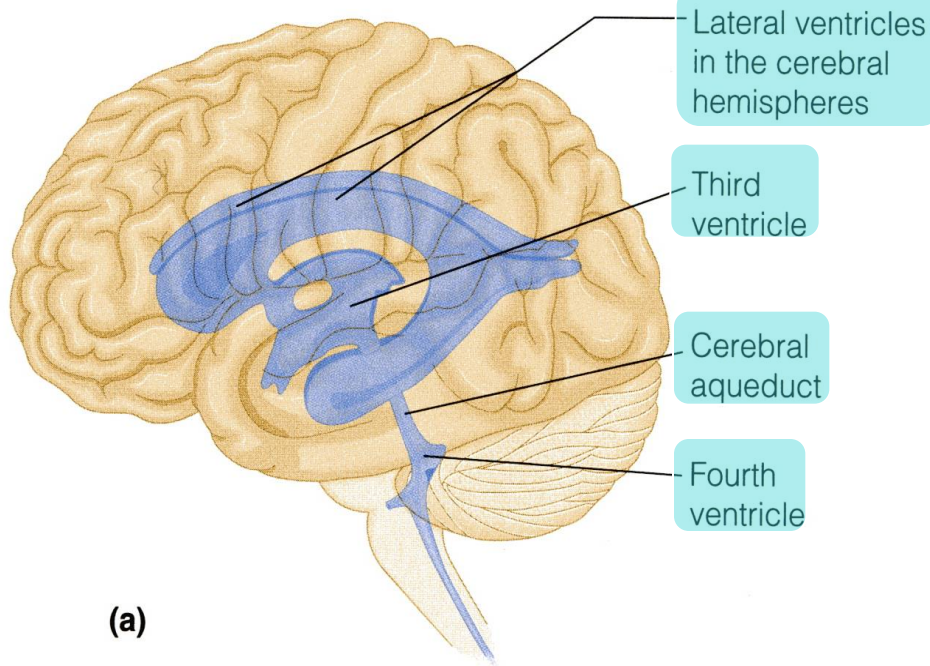 Lateral ventricles
in the cerebral
hemispheres
Third
ventricle
Cerebral
aqueduct
Fourth
ventricle
(a)